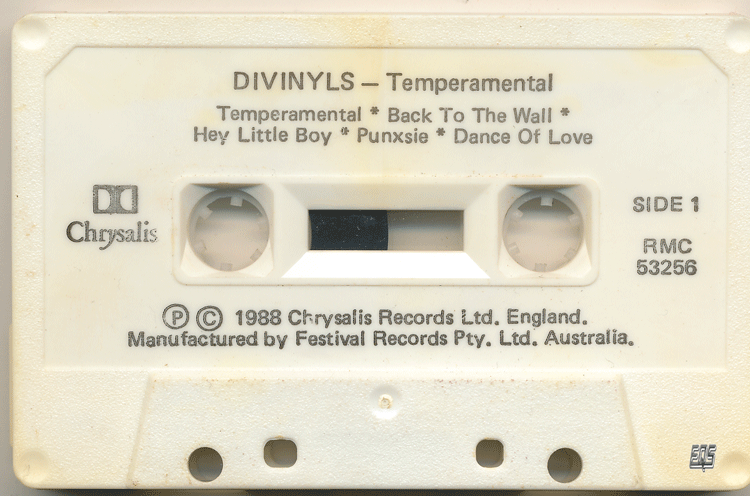 DIVINYLS — Temperamental
Temperamental * Back To The Wall *
Hey Little Boy * Punxsie * Dance Of Love
Chrysalis
SIDE 1
RMC
53256
Ⓟ © 1988 Chrysalis Records Ltd. England.
Manufactured by Festival Records Pty. Ltd. Australia.